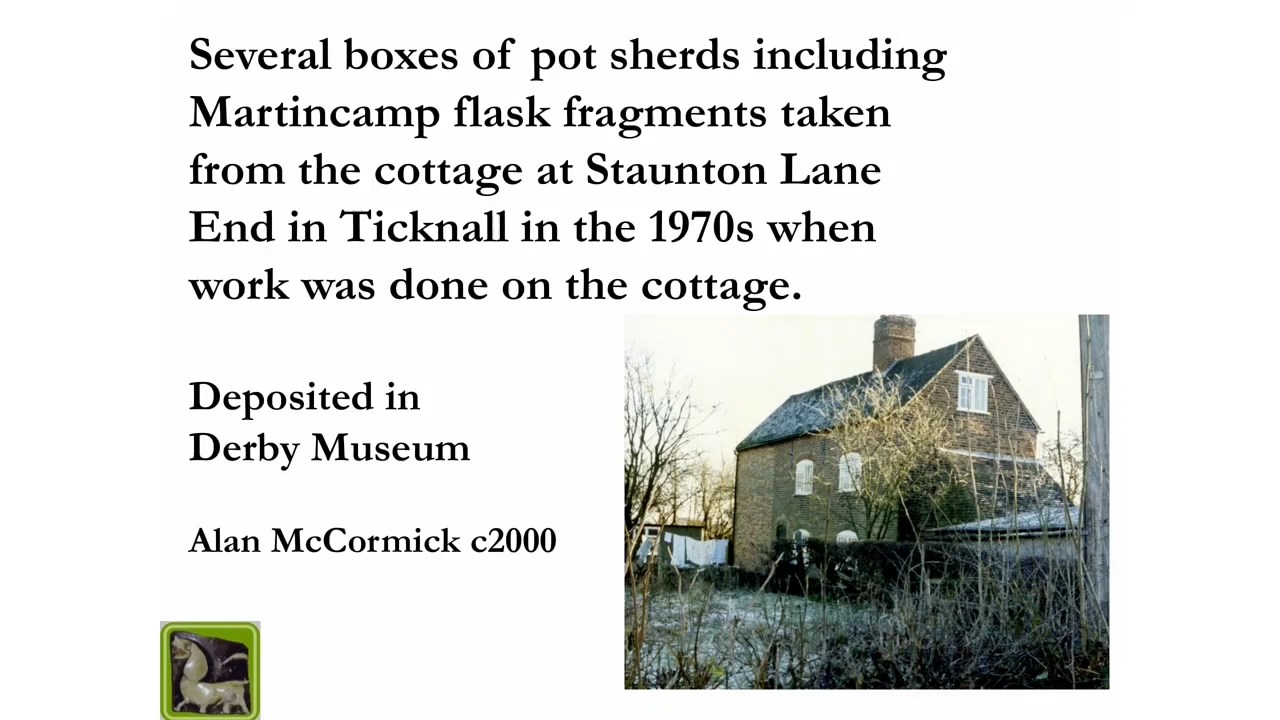 Several boxes of pot sherds including
Martincamp flask fragments taken
from the cottage at Staunton Lane
End in Ticknall in the 1970s when
work was done on the cottage.
Deposited in
Derby Museum
Alan McCormick c2000